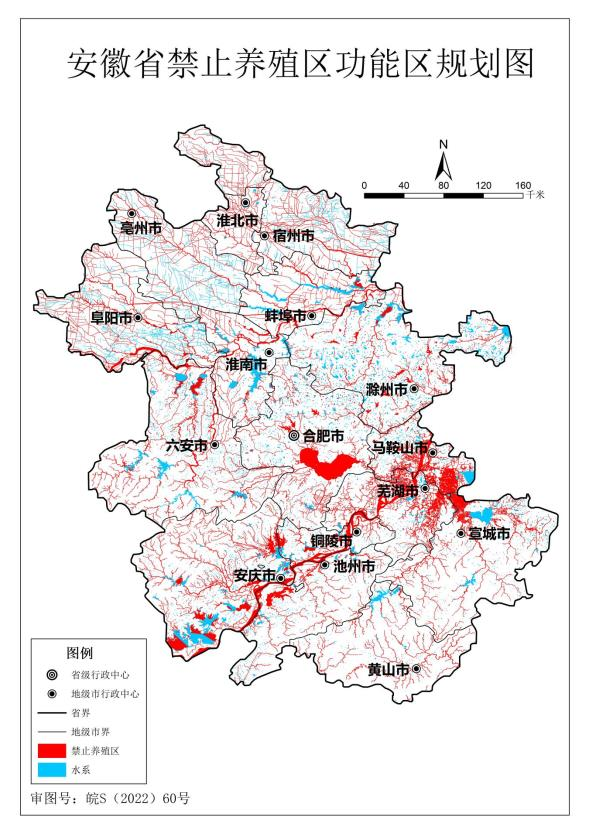 安徽省禁止养殖区功能区规划图
N
0 40 80 120 160
千米
淮北市
亳州市
宿州市
阜阳市
蚌埠市
淮南市
滁州市
合肥市
六安市
马鞍山市
芜湖市
铜陵市
宣城市
安庆市
池州市
黄山市
图例
省级行政中心
地级市行政中心
省界
地级市界
禁止养殖区
水系
审图号：皖S（2022）60号